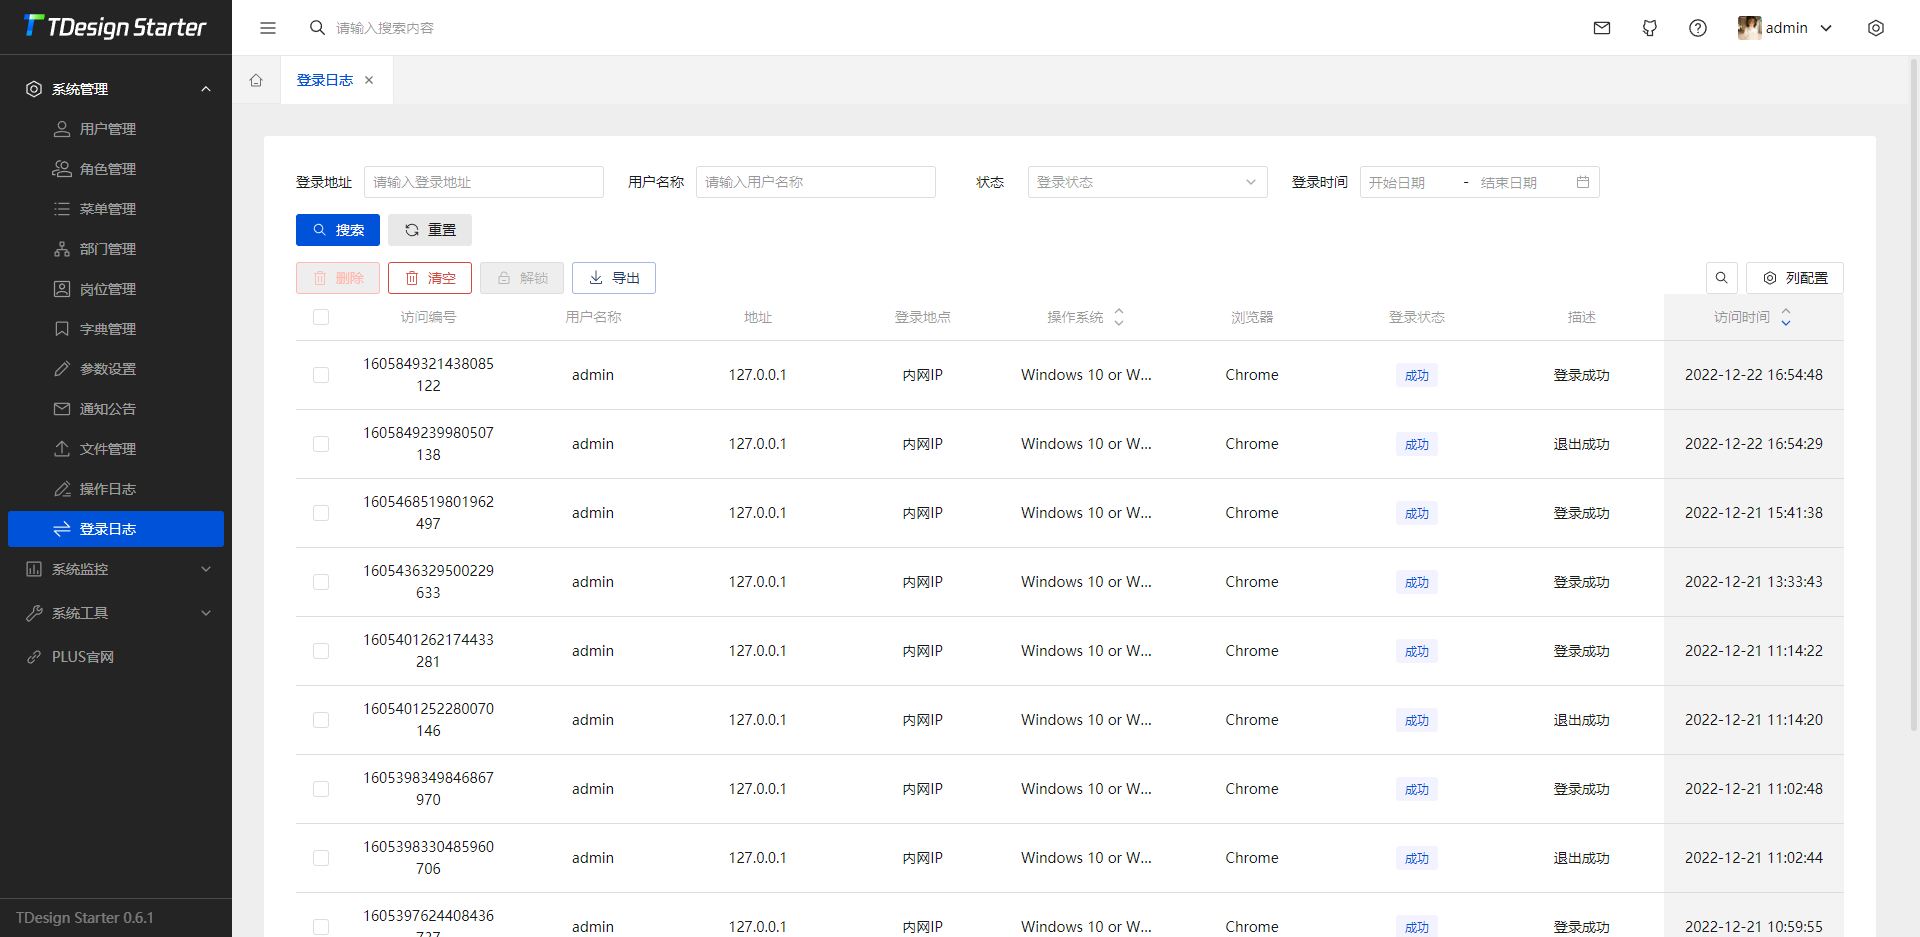 TDesign Starter
请输入搜索内容
admin
系统管理
用户管理
角色管理
菜单管理
部门管理
岗位管理
字典管理
参数设置
通知公告
文件管理
操作日志
登录日志
系统监控
系统工具
PLUS官网
TDesign Starter 0.6.1
登录日志
登录地址 请输入登录地址 用户名称 请输入用户名称 状态 登录状态 登录时间 开始日期 - 结束日期
搜索 重置
删除 清空 解锁 导出 列配置
访问编号 用户名称 地址 登录地点 操作系统 浏览器 登录状态 描述 访问时间
1605849321438085
122 admin 127.0.0.1 内网IP Windows 10 or W... Chrome 成功 登录成功 2022-12-22 16:54:48
1605849239980507
138 admin 127.0.0.1 内网IP Windows 10 or W... Chrome 成功 退出成功 2022-12-22 16:54:29
1605468519801962
497 admin 127.0.0.1 内网IP Windows 10 or W... Chrome 成功 登录成功 2022-12-21 15:41:38
1605436329500229
633 admin 127.0.0.1 内网IP Windows 10 or W... Chrome 成功 登录成功 2022-12-21 13:33:43
1605401262174433
281 admin 127.0.0.1 内网IP Windows 10 or W... Chrome 成功 登录成功 2022-12-21 11:14:22
1605401252280070
146 admin 127.0.0.1 内网IP Windows 10 or W... Chrome 成功 退出成功 2022-12-21 11:14:20
1605398349846867
970 admin 127.0.0.1 内网IP Windows 10 or W... Chrome 成功 登录成功 2022-12-21 11:02:48
1605398330485960
706 admin 127.0.0.1 内网IP Windows 10 or W... Chrome 成功 退出成功 2022-12-21 11:02:44
1605397624408436
admin 127.0.0.1 内网IP Windows 10 or W... Chrome 成功 登录成功 2022-12-21 10:59:55